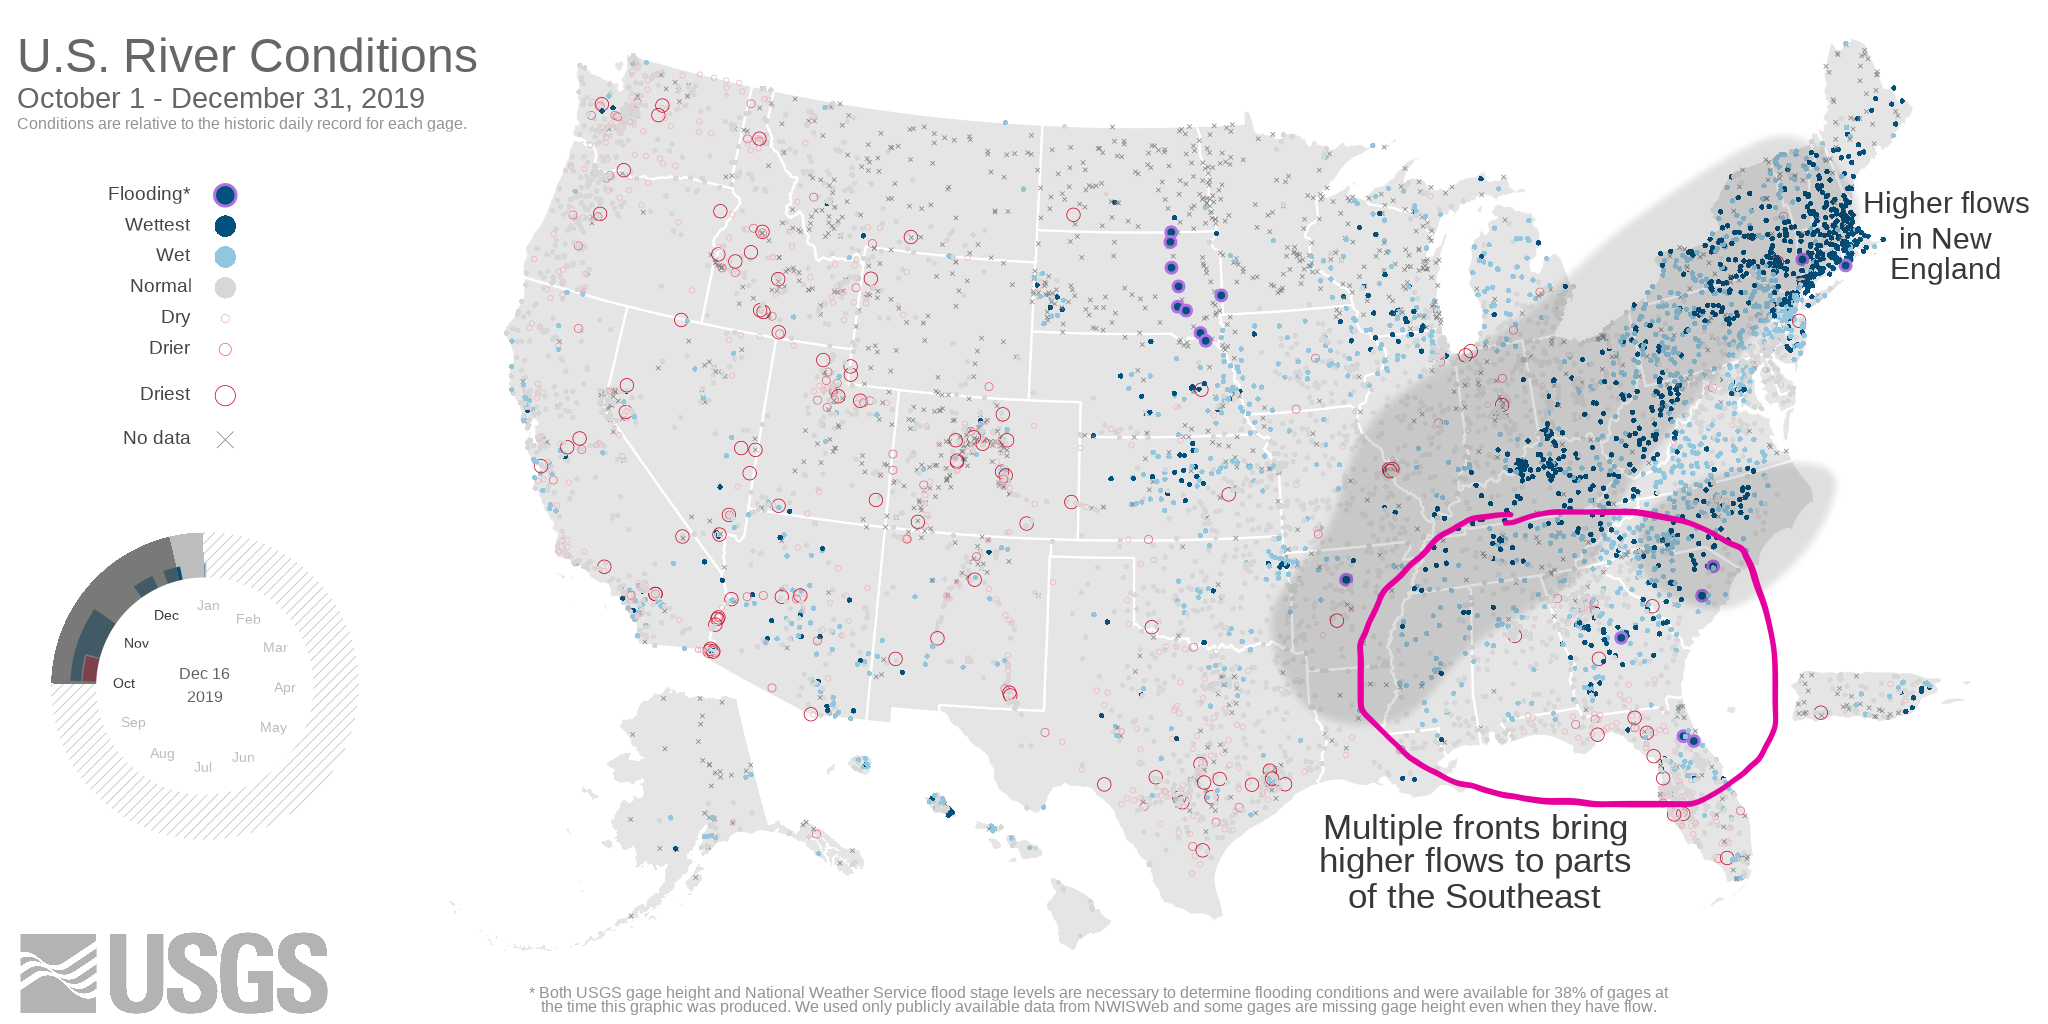 U.S. River Conditions
October 1 - December 31, 2019
Conditions are relative to the historic daily record for each gage.
Flooding*
Wettest
Wet
Normal
Dry
Drier
Driest
No data
Higher flows
in New
England
Jan
Feb
Mar
Apr
May
Jun
Jul
Aug
Sep
Oct
Nov
Dec
Dec 16
2019
Multiple fronts bring
higher flows to parts
of the Southeast
USGS
* Both USGS gage height and National Weather Service flood stage levels are necessary to determine flooding conditions and were available for 38% of gages at
the time this graphic was produced. We used only publicly available data from NWISWeb and some gages are missing gage height even when they have flow.